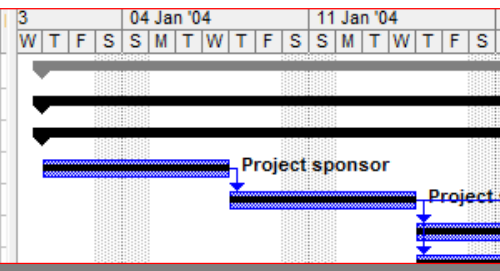 3 04 Jan '04 11 Jan '04
W T F S S M T W T F S S M T W T F S
Project sponsor
Project